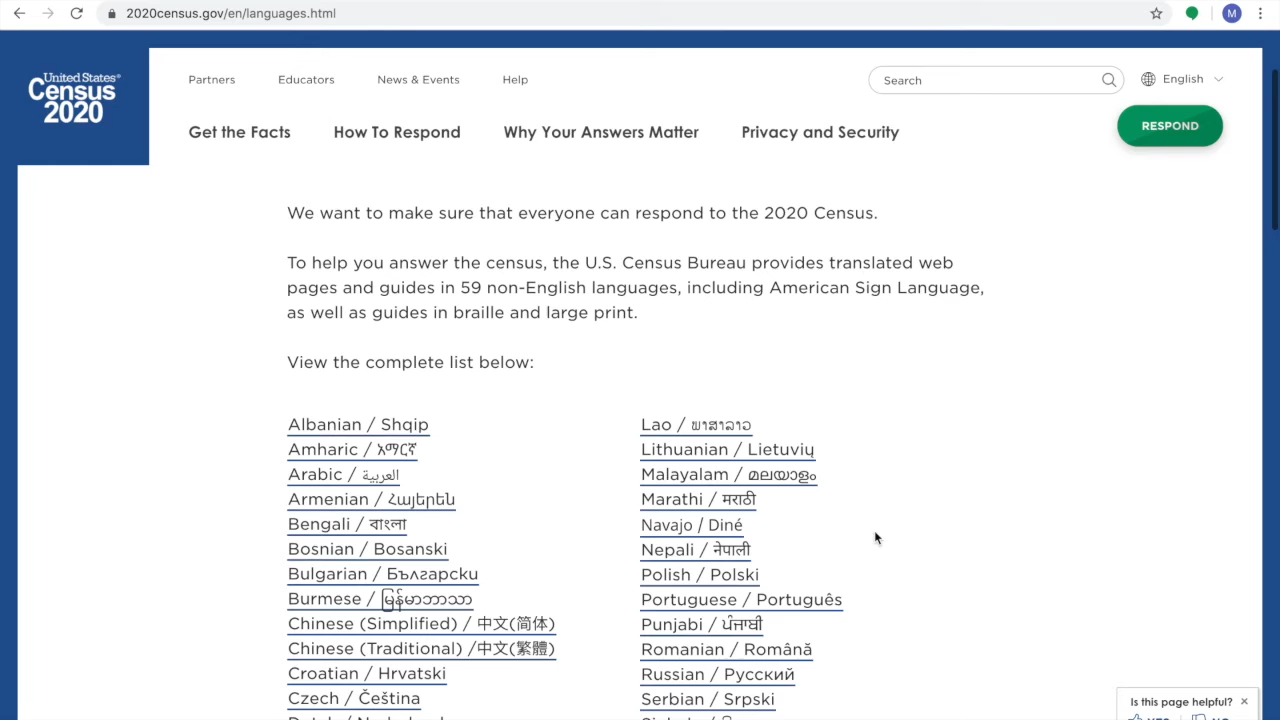 2020census.gov/en/languages.html
M
United States®
Census
2020
Partners Educators News & Events Help
Search
English
Get the Facts How To Respond Why Your Answers Matter Privacy and Security
RESPOND
We want to make sure that everyone can respond to the 2020 Census.
To help you answer the census, the U.S. Census Bureau provides translated web
pages and guides in 59 non-English languages, including American Sign Language,
as well as guides in braille and large print.
View the complete list below:
Albanian / Shqip
Amharic / አማርኛ
Arabic / العربية
Armenian / Հայերեն
Bengali / বাংলা
Bosnian / Bosanski
Bulgarian / Български
Burmese / မြန်မာဘာသာ
Chinese (Simplified) / 中文(简体)
Chinese (Traditional) /中文(繁體)
Croatian / Hrvatski
Czech / Čeština
Lao / ພາສາລາວ
Lithuanian / Lietuvių
Malayalam / മലയാളം
Marathi / मराठी
Navajo / Diné
Nepali / नेपाली
Polish / Polski
Portuguese / Português
Punjabi / ਪੰਜਾਬੀ
Romanian / Română
Russian / Русский
Serbian / Srpski
Is this page helpful? ×
YES NO